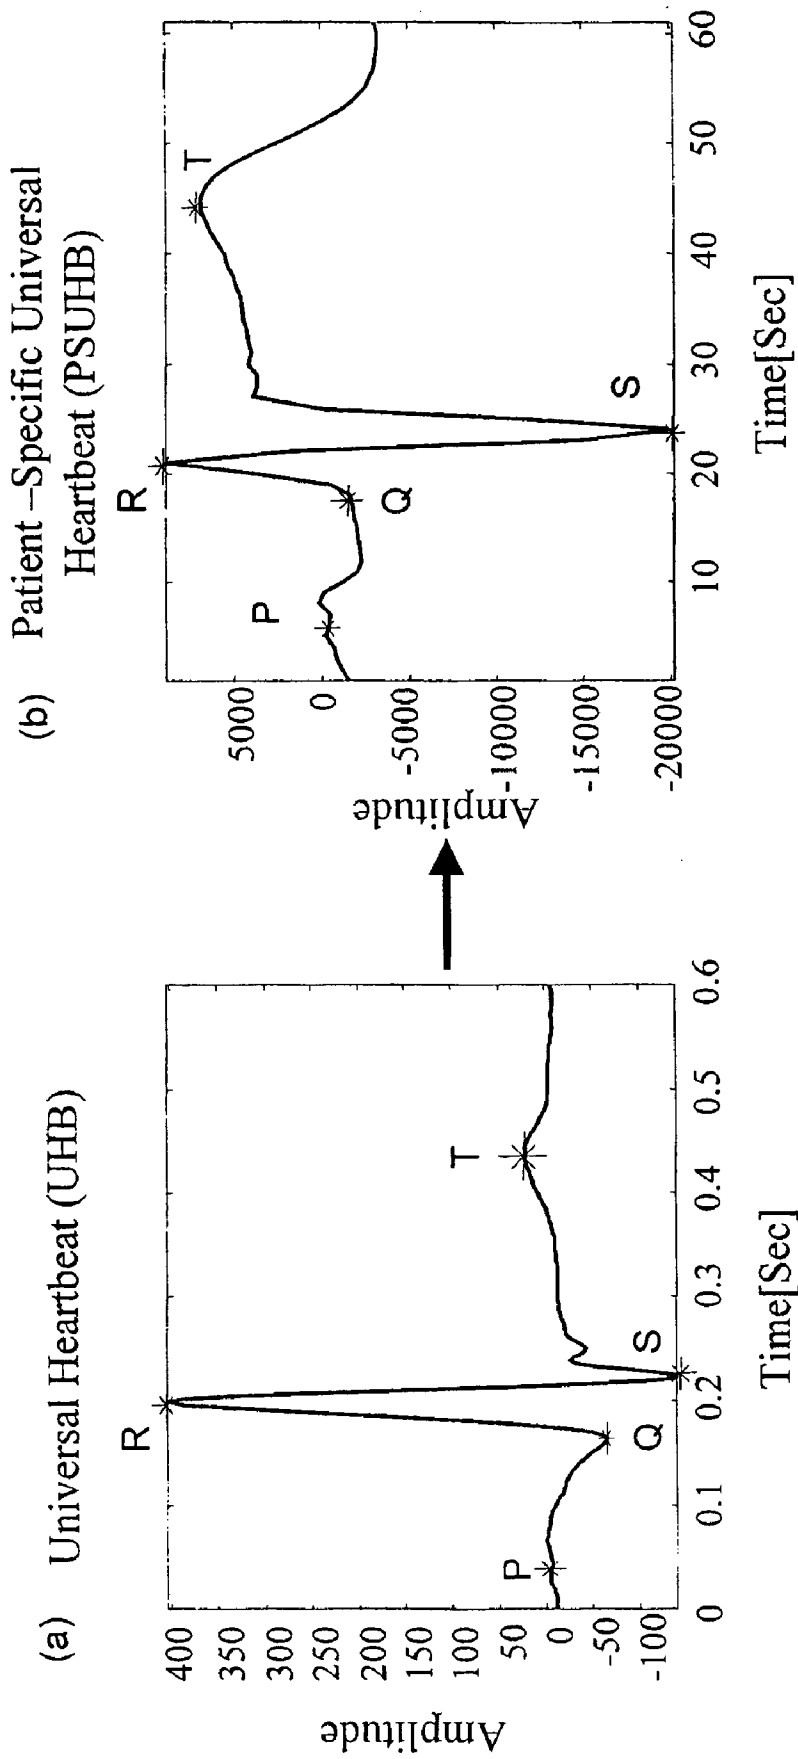 (a) Universal Heartbeat (UHB)
Amplitude
400
350
300
250
200
150
100
50
0
-50
-100
R
P
Q
S
T
0 0.1 0.2 0.3 0.4 0.5 0.6
Time[Sec]
(b) Patient –Specific Universal
Heartbeat (PSUHB)
Amplitude
5000
0
-5000
-10000
-15000
-20000
R
P
Q
S
T
10 20 30 40 50 60
Time[Sec]